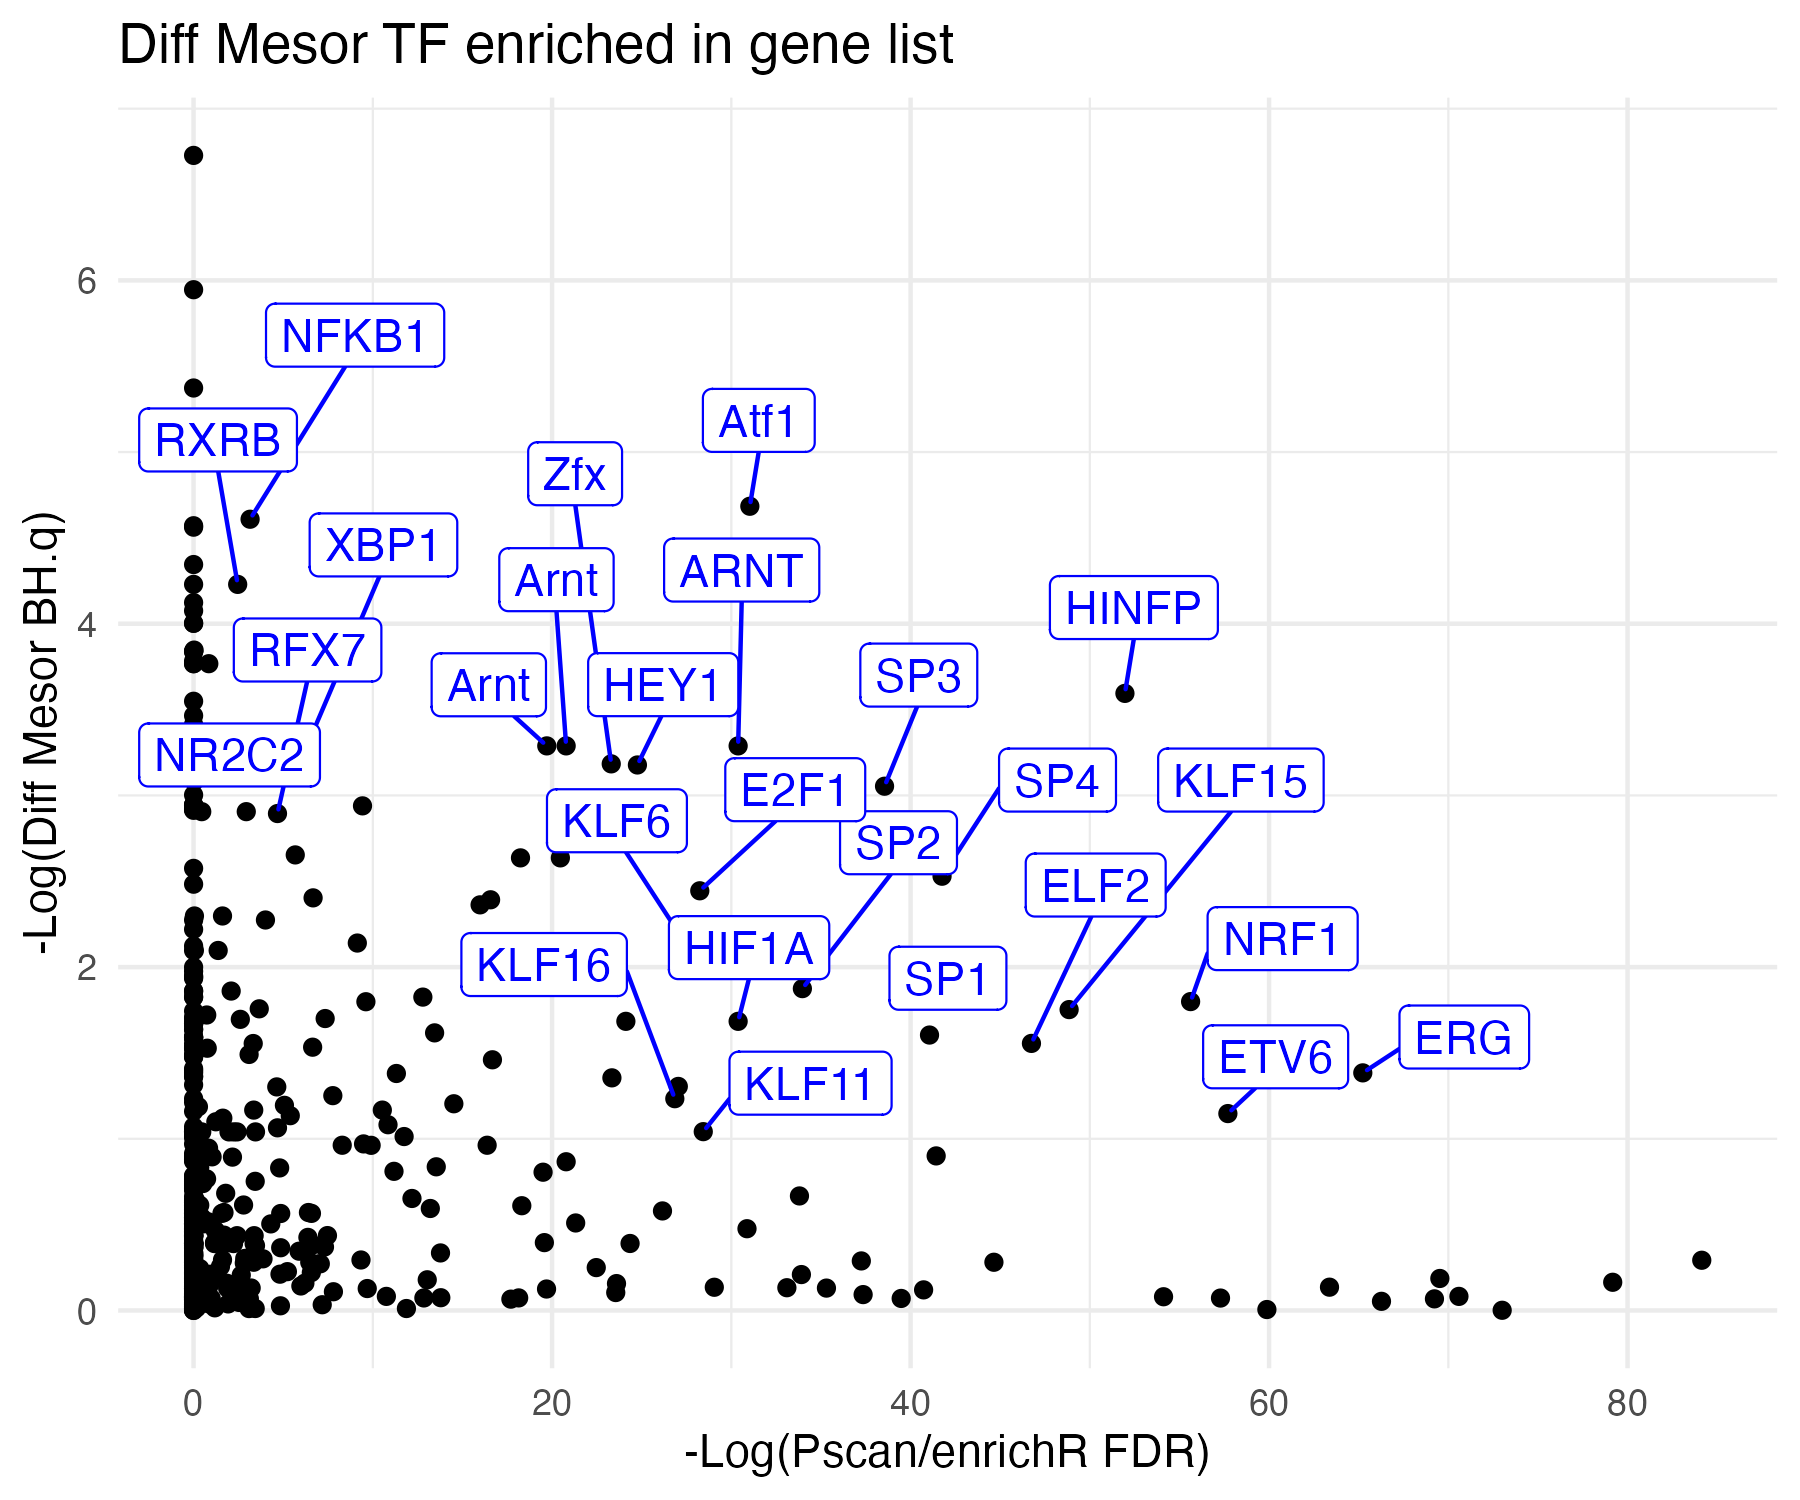 Diff Mesor TF enriched in gene list
-Log(Diff Mesor BH.q)
6
4
2
0
NFKB1
Atf1
RXRB
Zfx
XBP1
ARNT
Arnt
HINFP
RFX7
SP3
Arnt
HEY1
NR2C2
SP4
KLF15
E2F1
KLF6
SP2
ELF2
NRF1
HIF1A
KLF16
SP1
ERG
ETV6
KLF11
0
20
40
60
80
-Log(Pscan/enrichR FDR)